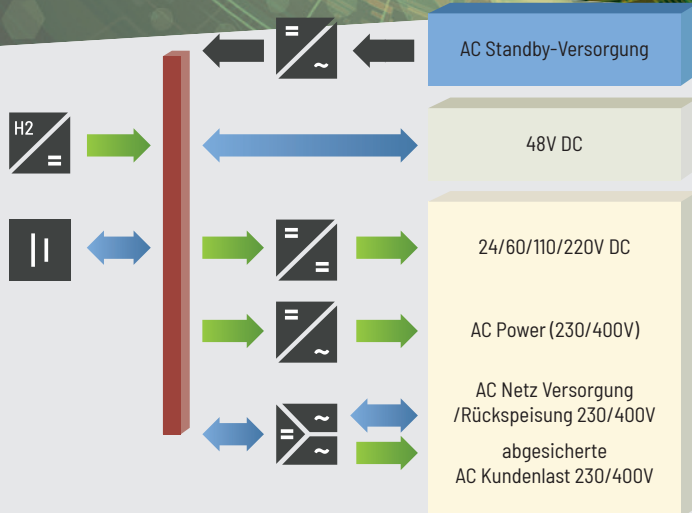 AC Standby-Versorgung
H2
48V DC
24/60/110/220V DC
AC Power (230/400V)
AC Netz Versorgung
/Rückspeisung 230/400V
abgesicherte
AC Kundenlast 230/400V